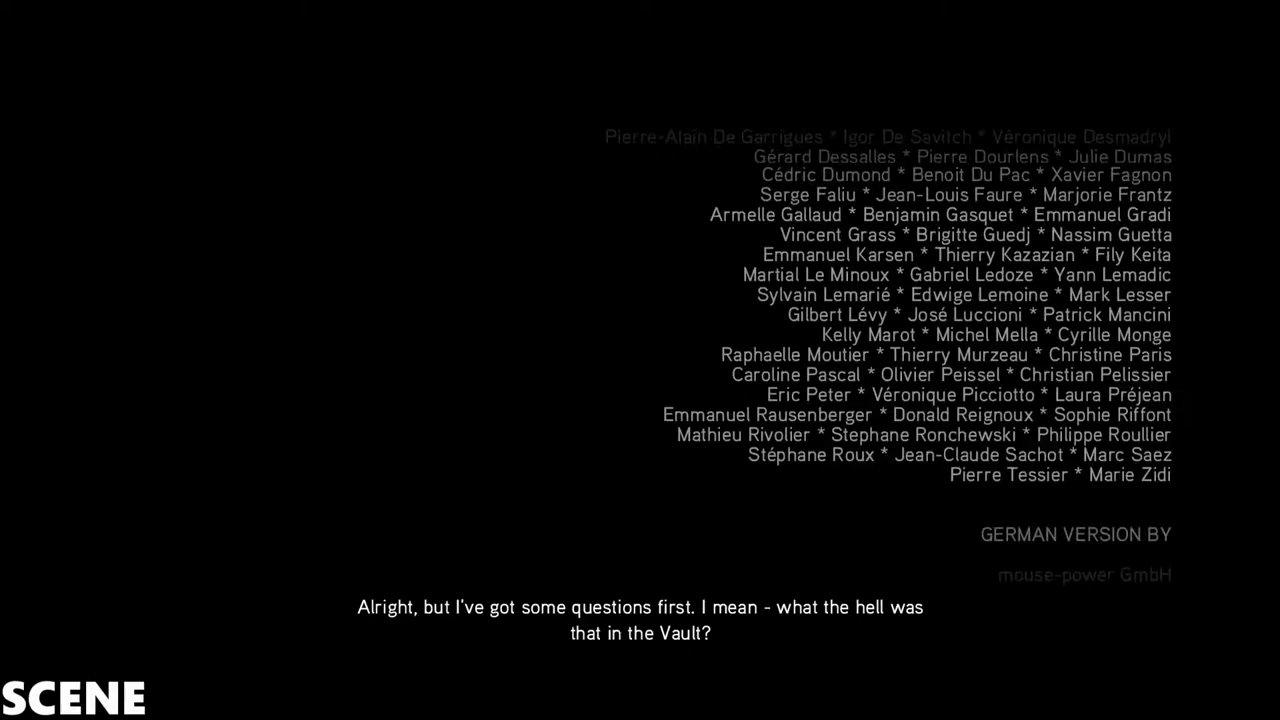 Pierre-Alain De Garrigues * Igor De Savitch * Véronique Desmadryl
Gérard Dessalles * Pierre Dourlens * Julie Dumas
Cédric Dumond * Benoit Du Pac * Xavier Fagnon
Serge Faliu * Jean-Louis Faure * Marjorie Frantz
Armelle Gallaud * Benjamin Gasquet * Emmanuel Gradi
Vincent Grass * Brigitte Guedj * Nassim Guetta
Emmanuel Karsen * Thierry Kazazian * Fily Keita
Martial Le Minoux * Gabriel Ledoze * Yann Lemadic
Sylvain Lemarié * Edwige Lemoine * Mark Lesser
Gilbert Lévy * José Luccioni * Patrick Mancini
Kelly Marot * Michel Mella * Cyrille Monge
Raphaelle Moutier * Thierry Murzeau * Christine Paris
Caroline Pascal * Olivier Peissel * Christian Pelissier
Eric Peter * Véronique Picciotto * Laura Préjean
Emmanuel Rausenberger * Donald Reignoux * Sophie Riffont
Mathieu Rivolier * Stephane Ronchewski * Philippe Roullier
Stéphane Roux * Jean-Claude Sachot * Marc Saez
Pierre Tessier * Marie Zidi
GERMAN VERSION BY
mouse-power GmbH
Alright, but I've got some questions first. I mean - what the hell was
that in the Vault?
SCENE